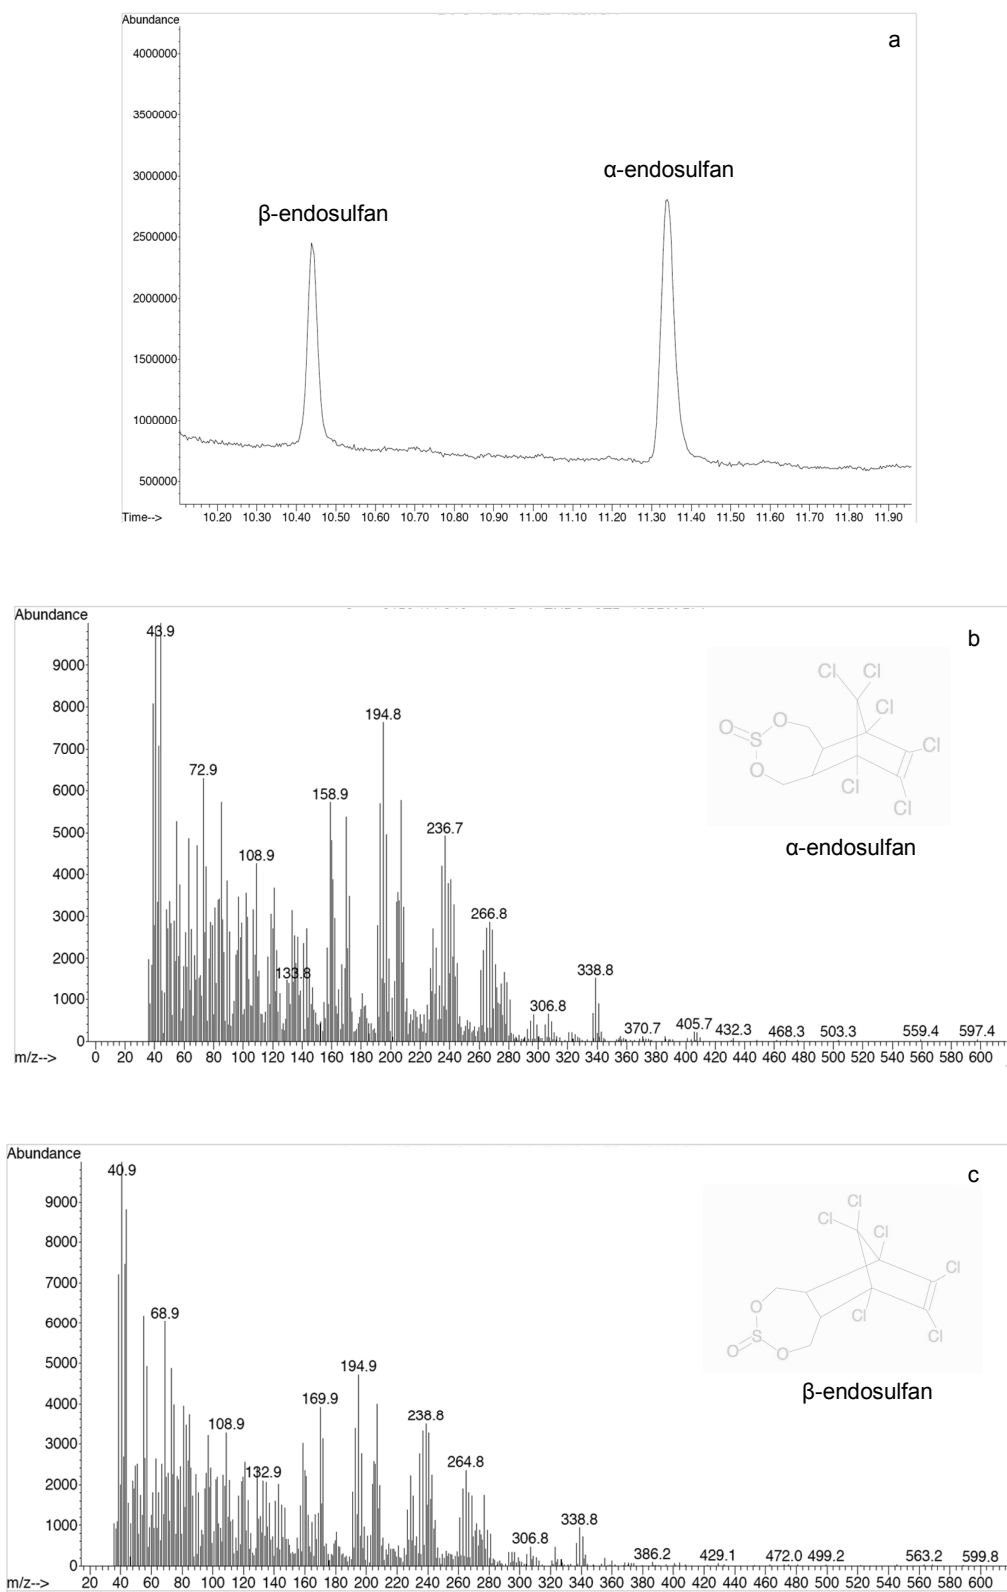 Abundance
a
4000000
3500000
3000000
2500000
2000000
1500000
1000000
500000
α-endosulfan
β-endosulfan
Time--> 10.20 10.30 10.40 10.50 10.60 10.70 10.80 10.90 11.00 11.10 11.20 11.30 11.40 11.50 11.60 11.70 11.80 11.90
Abundance
b
43.9
9000
8000
7000
6000
5000
4000
3000
2000
1000
0
72.9
108.9
133.8
158.9
194.8
236.7
266.8
306.8
338.8
370.7
405.7
432.3
468.3
503.3
559.4
597.4
Cl Cl
Cl
O O
S
Cl
O
Cl
Cl
α-endosulfan
m/z--> 0 20 40 60 80 100 120 140 160 180 200 220 240 260 280 300 320 340 360 380 400 420 440 460 480 500 520 540 560 580 600
Abundance
c
40.9
9000
8000
7000
6000
5000
4000
3000
2000
1000
0
68.9
108.9
132.9
169.9
194.9
238.8
264.8
306.8
338.8
386.2
429.1
472.0
499.2
563.2
599.8
Cl
Cl
Cl
Cl
O
Cl
S
Cl
O
O
β-endosulfan
m/z--> 20 40 60 80 100 120 140 160 180 200 220 240 260 280 300 320 340 360 380 400 420 440 460 480 500 520 540 560 580 600